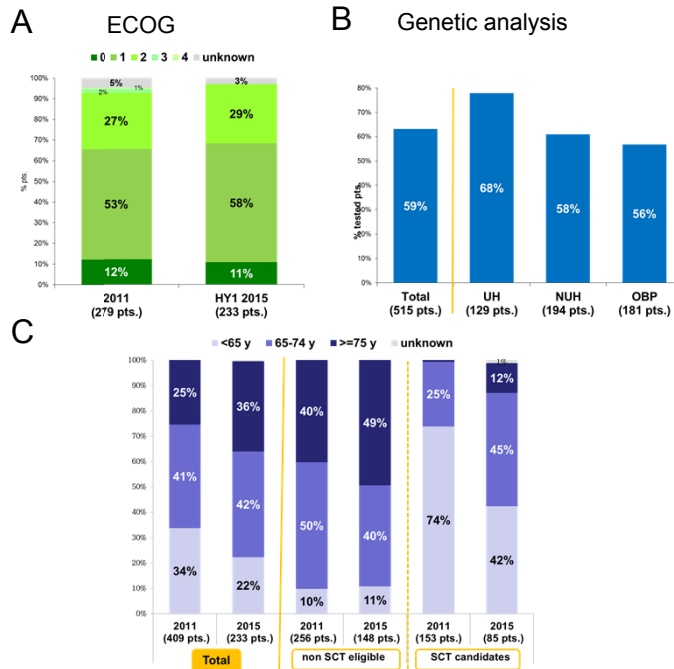 A ECOG
0 1 2 3 4 unknown
100%
90%
80%
70%
60%
50%
40%
30%
20%
10%
0%
% pts.
5%
1%
2%
27%
53%
12%
3%
29%
58%
11%
2011
(279 pts.)
HY1 2015
(233 pts.)
B Genetic analysis
80%
70%
60%
50%
40%
30%
20%
10%
0%
% tested pts.
59%
68%
58%
56%
Total
(515 pts.)
UH
(129 pts.)
NUH
(194 pts.)
OBP
(181 pts.)
C
<65 y 65-74 y >=75 y unknown
100%
90%
80%
70%
60%
50%
40%
30%
20%
10%
0%
25%
41%
34%
36%
42%
22%
40%
50%
10%
49%
40%
11%
25%
74%
1%
12%
45%
42%
2011
(409 pts.)
2015
(233 pts.)
2011
(256 pts.)
2015
(148 pts.)
2011
(153 pts.)
2015
(85 pts.)
Total
non SCT eligible
SCT candidates